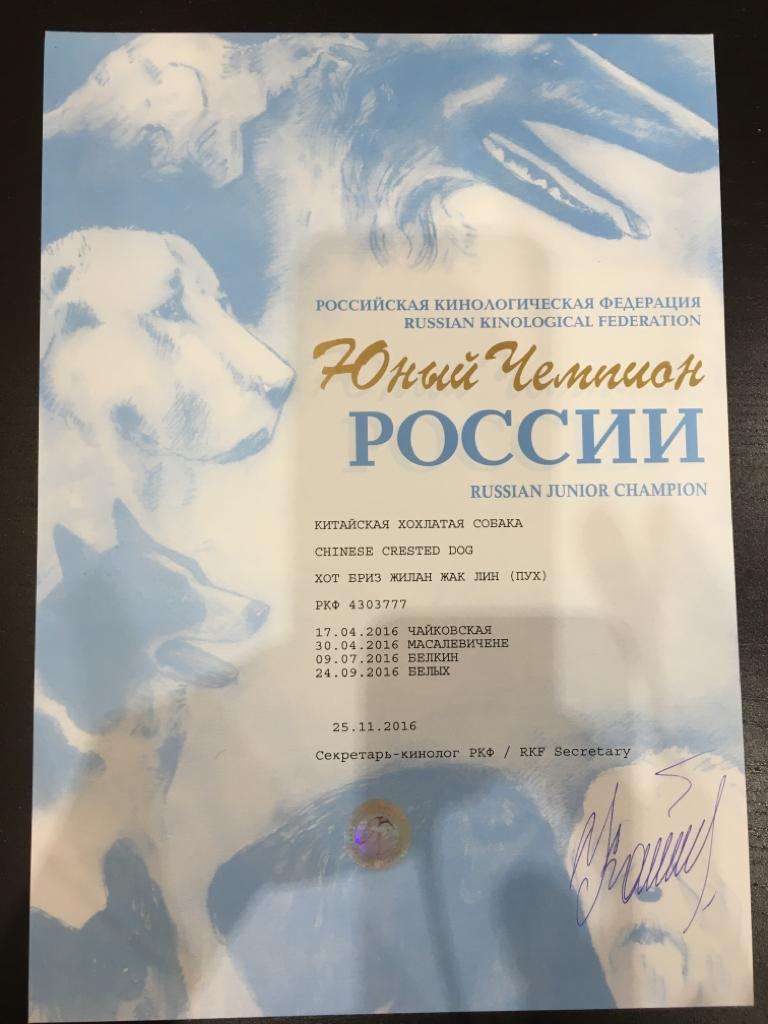 РОССИЙСКАЯ КИНОЛОГИЧЕСКАЯ ФЕДЕРАЦИЯ
RUSSIAN KINOLOGICAL FEDERATION
Юный Чемпион
РОССИИ
RUSSIAN JUNIOR CHAMPION
КИТАЙСКАЯ ХОХЛАТАЯ СОБАКА
CHINESE CRESTED DOG
ХОТ БРИЗ ЖИЛАН ЖАК ЛИН (ПУХ)
РКФ 4303777
17.04.2016 ЧАЙКОВСКАЯ
30.04.2016 МАСАЛЕВИЧЕНЕ
09.07.2016 БЕЛКИН
24.09.2016 БЕЛЫХ
25.11.2016
Секретарь-кинолог РКФ / RKF Secretary